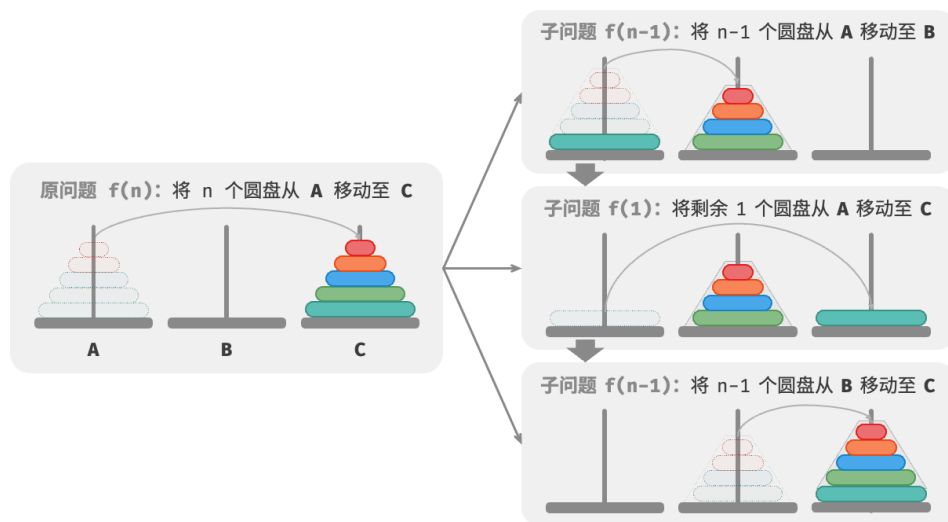 原问题 f(n)：将 n 个圆盘从 A 移动至 C
A
B
C
子问题 f(n-1)：将 n-1 个圆盘从 A 移动至 B
子问题 f(1)：将剩余 1 个圆盘从 A 移动至 C
子问题 f(n-1)：将 n-1 个圆盘从 B 移动至 C